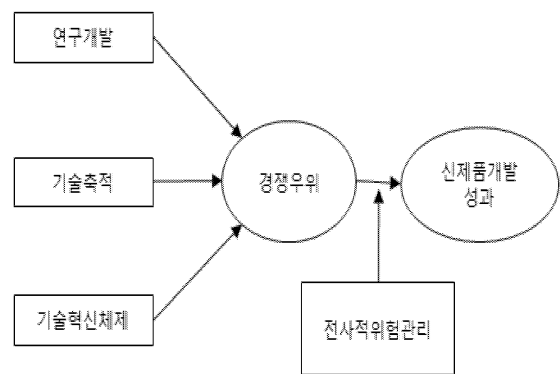 연구개발
기술축적
기술혁신체제
경쟁우위
신제품개발
성과
전사적위험관리